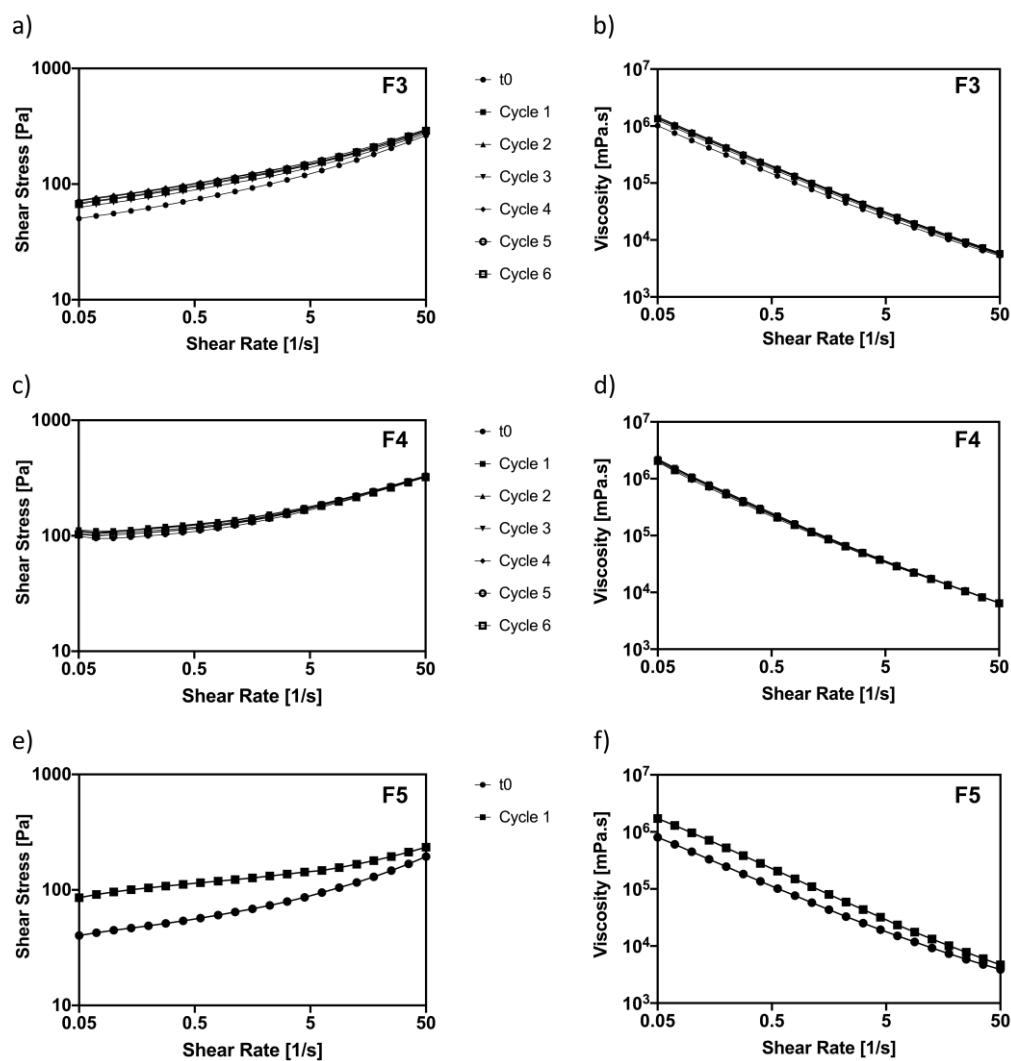 a)
1000
100
10
Shear Stress [Pa]
F3
0.05 0.5 5 50
Shear Rate [1/s]
t0
Cycle 1
Cycle 2
Cycle 3
Cycle 4
Cycle 5
Cycle 6
b)
10⁷
10⁶
10⁵
10⁴
10³
Viscosity [mPa.s]
F3
0.05 0.5 5 50
Shear Rate [1/s]
c)
1000
100
10
Shear Stress [Pa]
F4
0.05 0.5 5 50
Shear Rate [1/s]
t0
Cycle 1
Cycle 2
Cycle 3
Cycle 4
Cycle 5
Cycle 6
d)
10⁷
10⁶
10⁵
10⁴
10³
Viscosity [mPa.s]
F4
0.05 0.5 5 50
Shear Rate [1/s]
e)
1000
100
10
Shear Stress [Pa]
F5
0.05 0.5 5 50
Shear Rate [1/s]
t0
Cycle 1
f)
10⁷
10⁶
10⁵
10⁴
10³
Viscosity [mPa.s]
F5
0.05 0.5 5 50
Shear Rate [1/s]